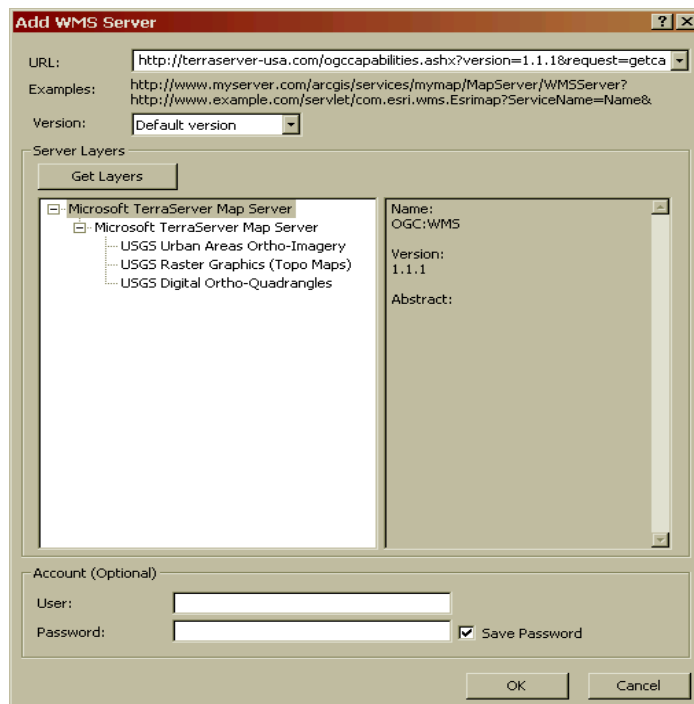 Add WMS Server
URL: http://terraserver-usa.com/ogccapabilities.ashx?version=1.1.1&request=getca
Examples: http://www.myserver.com/arcgis/services/mymap/MapServer/WMSServer?
http://www.example.com/servlet/com.esri.wms.Esrimap?ServiceName=Name&
Version: Default version
Server Layers
Get Layers
Microsoft TerraServer Map Server
Microsoft TerraServer Map Server
USGS Urban Areas Ortho-Imagery
USGS Raster Graphics (Topo Maps)
USGS Digital Ortho-Quadrangles
Name:
OGC:WMS
Version:
1.1.1
Abstract:
Account (Optional)
User:
Password:
Save Password
OK
Cancel